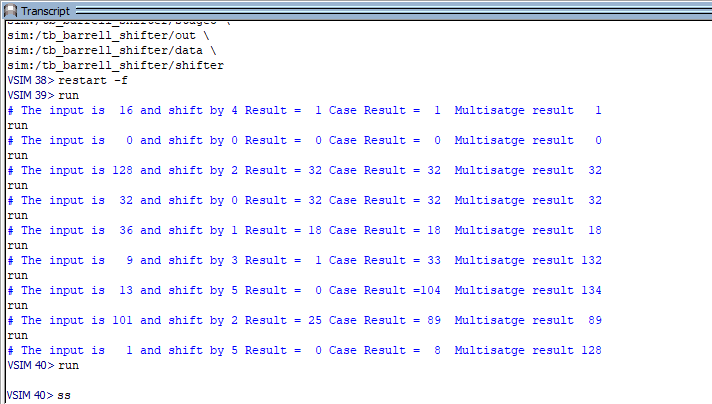 Transcript
sim:/tb_barrell_shifter/stages \
sim:/tb_barrell_shifter/out \
sim:/tb_barrell_shifter/data \
sim:/tb_barrell_shifter/shifter
VSIM 38> restart -f
VSIM 39> run
# The input is  16 and shift by 4 Result =  1 Case Result =  1  Multisatge result   1
run
# The input is   0 and shift by 0 Result =  0 Case Result =  0  Multisatge result   0
run
# The input is 128 and shift by 2 Result = 32 Case Result = 32  Multisatge result  32
run
# The input is  32 and shift by 0 Result = 32 Case Result = 32  Multisatge result  32
run
# The input is  36 and shift by 1 Result = 18 Case Result = 18  Multisatge result  18
run
# The input is   9 and shift by 3 Result =  1 Case Result = 33  Multisatge result 132
run
# The input is  13 and shift by 5 Result =  0 Case Result =104  Multisatge result 134
run
# The input is 101 and shift by 2 Result = 25 Case Result = 89  Multisatge result  89
run
# The input is   1 and shift by 5 Result =  0 Case Result =  8  Multisatge result 128
VSIM 40> run
VSIM 40> ss